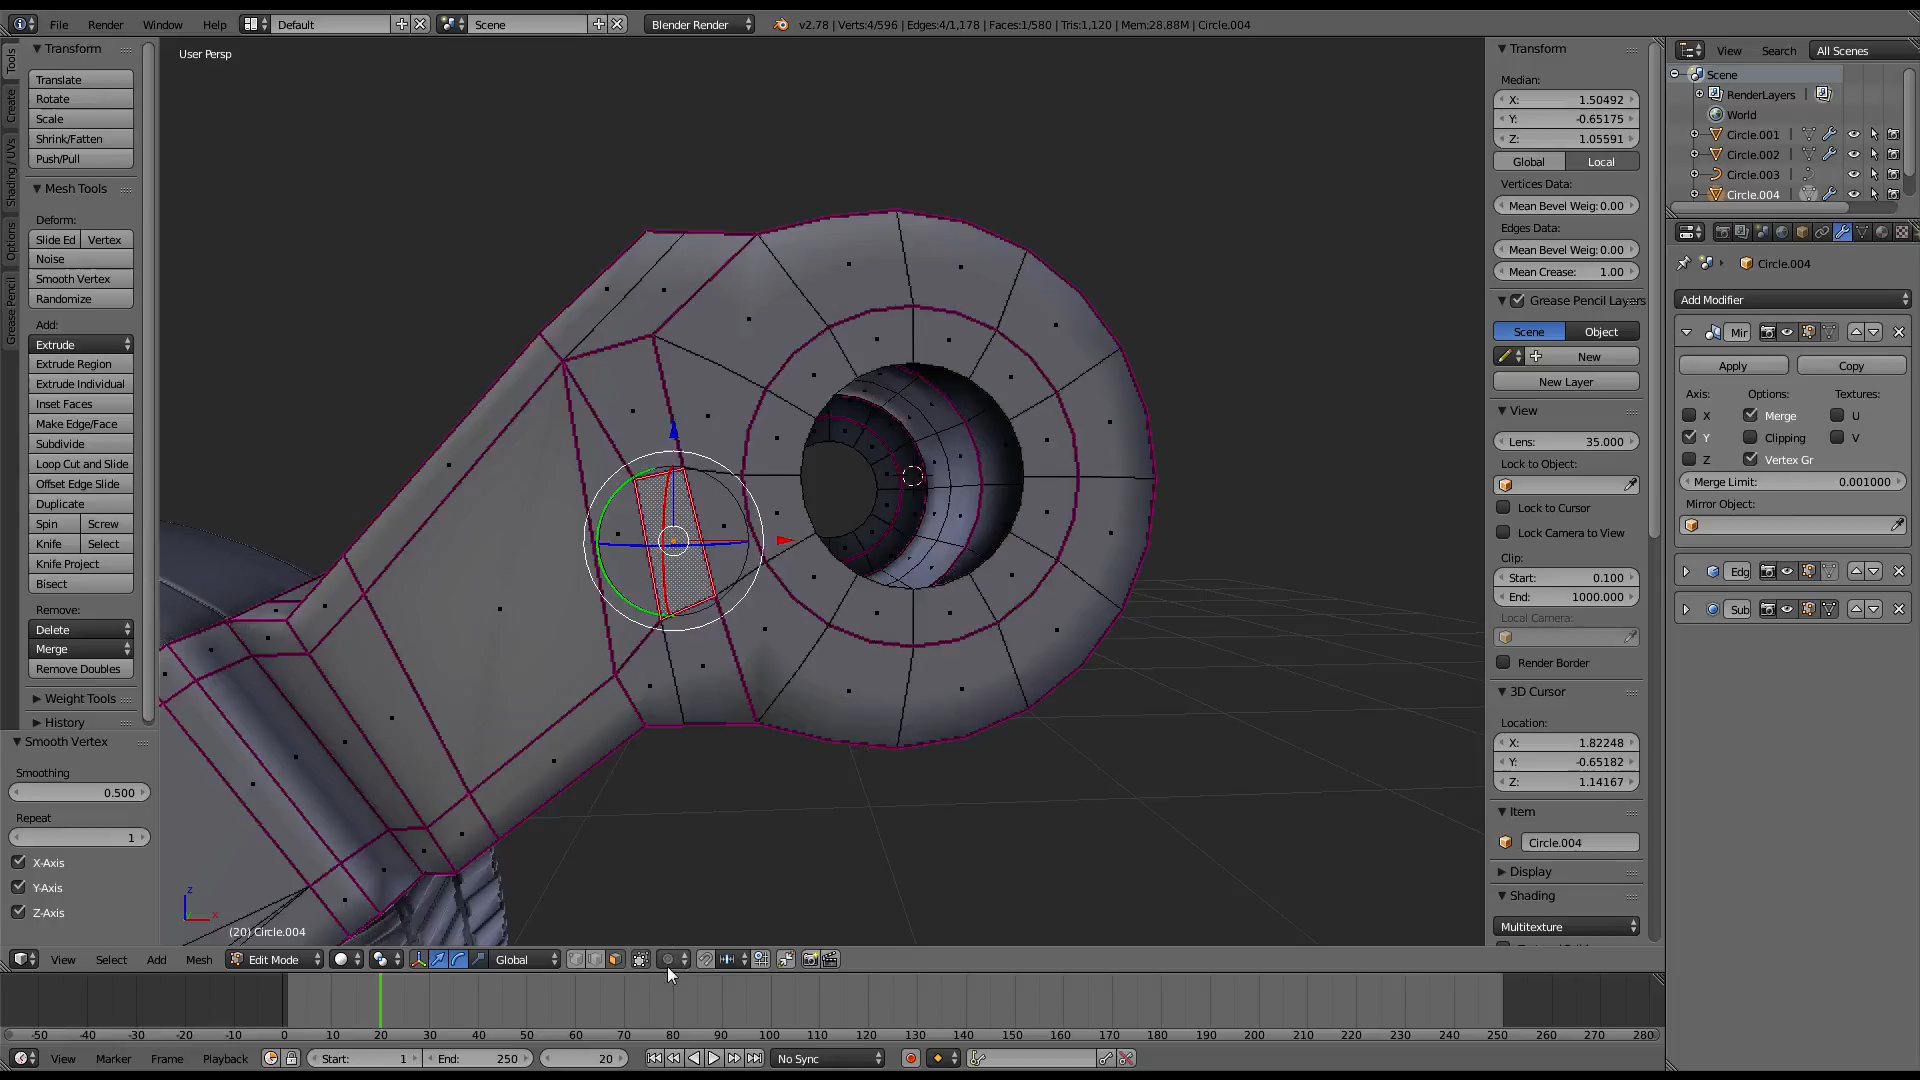 File Render Window Help Default Scene Blender Render v2.78 | Verts:4/596 | Edges:4/1,178 | Faces:1/580 | Tris:1,120 | Mem:28.88M | Circle.004
Tools
Create
Shading / UVs
Options
Grease Pencil
Transform
Translate
Rotate
Scale
Shrink/Fatten
Push/Pull
Mesh Tools
Deform:
Slide Ed Vertex
Noise
Smooth Vertex
Randomize
Add:
Extrude
Extrude Region
Extrude Individual
Inset Faces
Make Edge/Face
Subdivide
Loop Cut and Slide
Offset Edge Slide
Duplicate
Spin Screw
Knife Select
Knife Project
Bisect
Remove:
Delete
Merge
Remove Doubles
Weight Tools
History
Smooth Vertex
Smoothing
0.500
Repeat
1
X-Axis
Y-Axis
Z-Axis
User Persp
z
x
(20) Circle.004
Transform
Median:
X: 1.50492
Y: -0.65175
Z: 1.05591
Global Local
Vertices Data:
Mean Bevel Weig: 0.00
Edges Data:
Mean Bevel Weig: 0.00
Mean Crease: 1.00
Grease Pencil Layers
Scene Object
New
New Layer
View
Lens: 35.000
Lock to Object:
Lock to Cursor
Lock Camera to View
Clip:
Start: 0.100
End: 1000.000
Local Camera:
Render Border
3D Cursor
Location:
X: 1.82248
Y: -0.65182
Z: 1.14167
Item
Circle.004
Display
Shading
Multitexture
View Search All Scenes
Scene
RenderLayers |
World
Circle.001 |
Circle.002 |
Circle.003 |
Circle.004 |
Circle.004
Add Modifier
Mir
Apply Copy
Axis: Options: Textures:
X Merge U
Y Clipping V
Z Vertex Gr
Merge Limit: 0.001000
Mirror Object:
Edg
Sub
View Select Add Mesh Edit Mode Global
-50 -40 -30 -20 -10 0 10 20 30 40 50 60 70 80 90 100 110 120 130 140 150 160 170 180 190 200 210 220 230 240 250 260 270 280
View Marker Frame Playback Start: 1 End: 250 20 No Sync